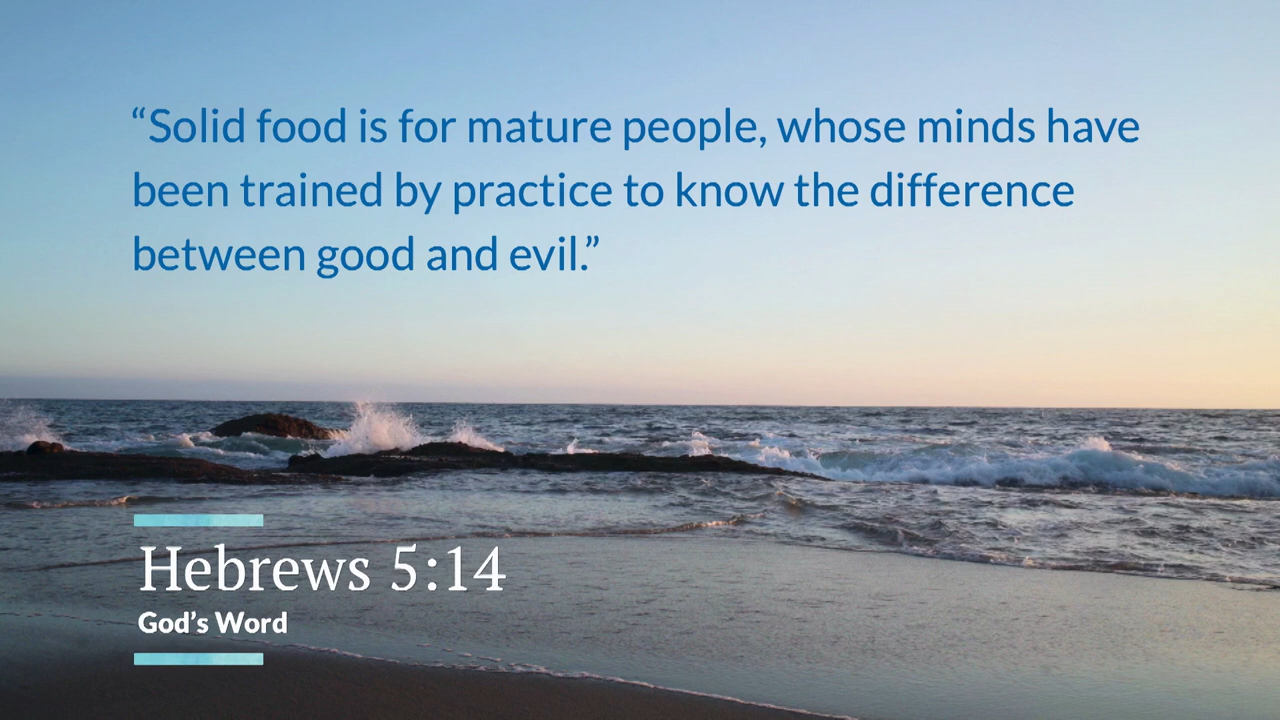 “Solid food is for mature people, whose minds have
been trained by practice to know the difference
between good and evil.”
Hebrews 5:14
God’s Word